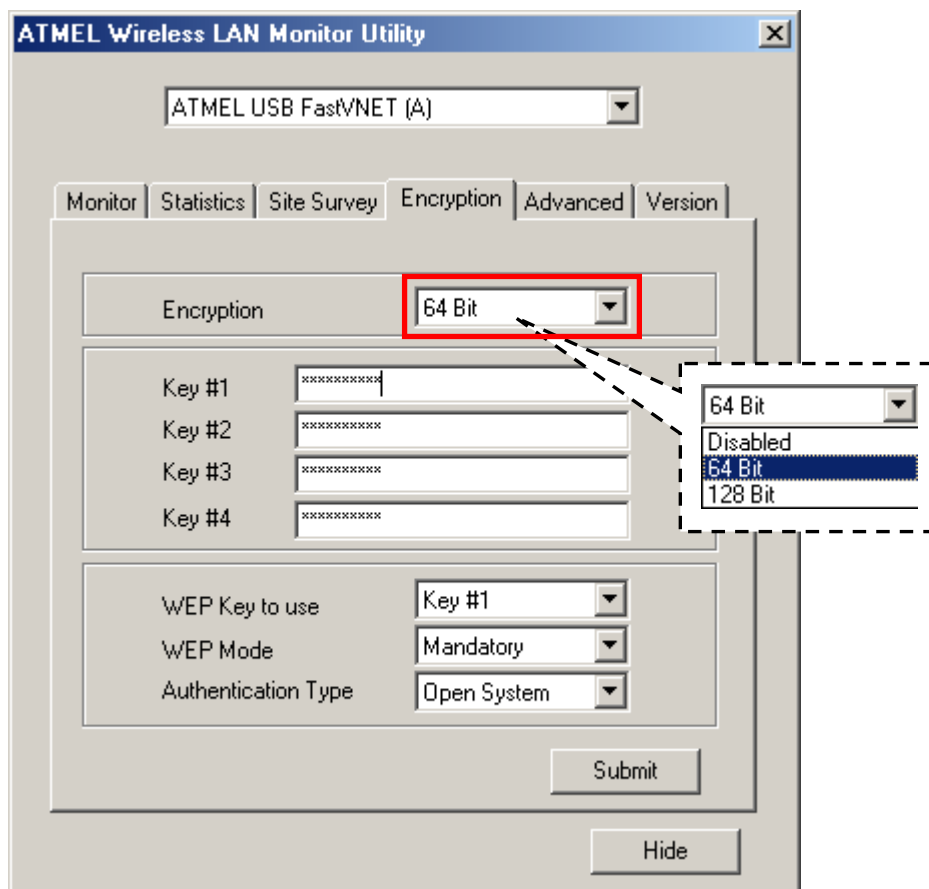 ATMEL Wireless LAN Monitor Utility
ATMEL USB FastVNET (A)
Monitor Statistics Site Survey Encryption Advanced Version
Encryption 64 Bit
Key #1 **********
Key #2 **********
Key #3 **********
Key #4 **********
64 Bit
Disabled
64 Bit
128 Bit
WEP Key to use Key #1
WEP Mode Mandatory
Authentication Type Open System
Submit
Hide